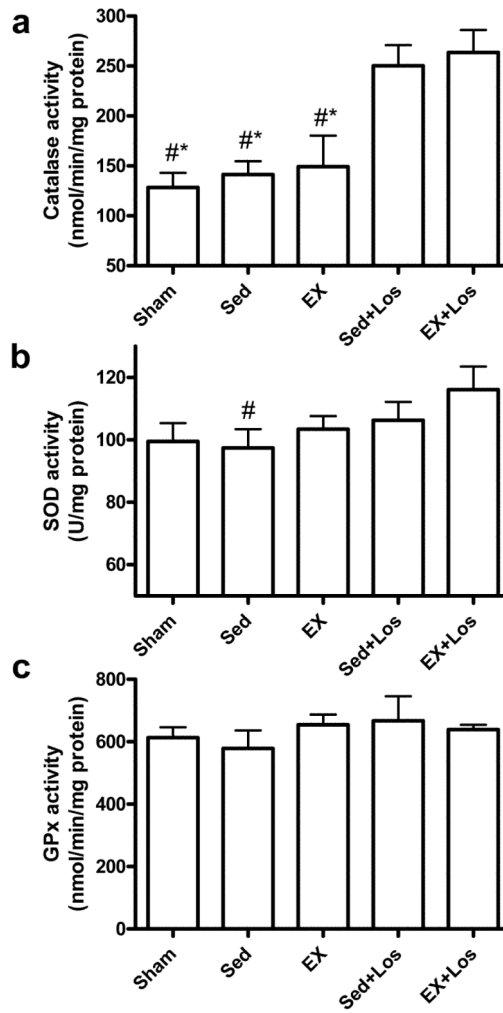 a
Catalase activity
(nmol/min/mg protein)
300
250
200
150
100
50
#*
#*
#*
Sham
Sed
EX
Sed+Los
EX+Los
b
SOD activity
(U/mg protein)
120
100
80
60
#
Sham
Sed
EX
Sed+Los
EX+Los
c
GPx activity
(nmol/min/mg protein)
800
600
400
200
0
Sham
Sed
EX
Sed+Los
EX+Los